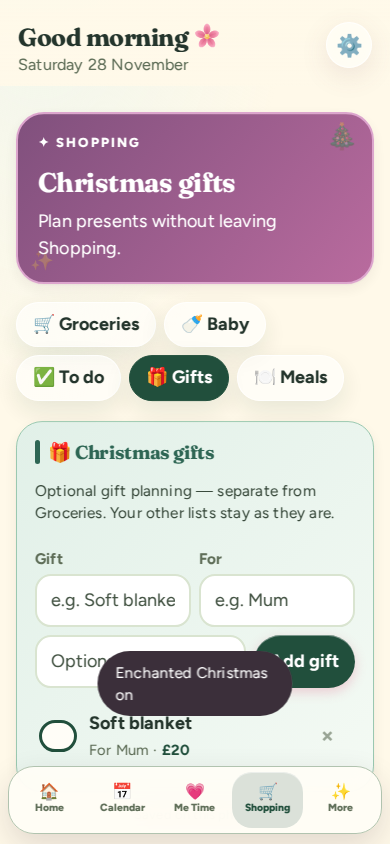 Good morning 🌸
Saturday 28 November
✦ SHOPPING
Christmas gifts
Plan presents without leaving
Shopping.
Groceries
Baby
To do
Gifts
Meals
Christmas gifts
Optional gift planning — separate from
Groceries. Your other lists stay as they are.
Gift
For
e.g. Soft blanke
e.g. Mum
Option
dd gift
Enchanted Christmas
on
Soft blanket
For Mum · £20
×
Home
Calendar
Me Time
Shopping
More